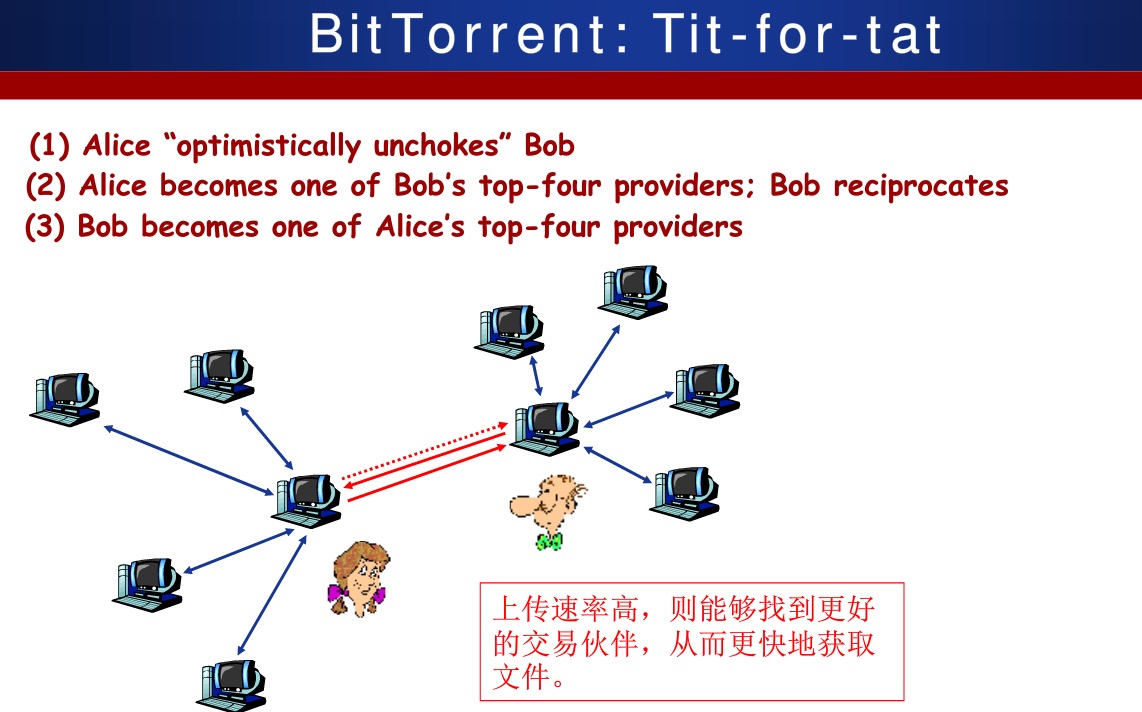 BitTorrent: Tit-for-tat
(1) Alice “optimistically unchokes” Bob
(2) Alice becomes one of Bob’s top-four providers; Bob reciprocates
(3) Bob becomes one of Alice’s top-four providers
上传速率高，则能够找到更好
的交易伙伴，从而更快地获取
文件。